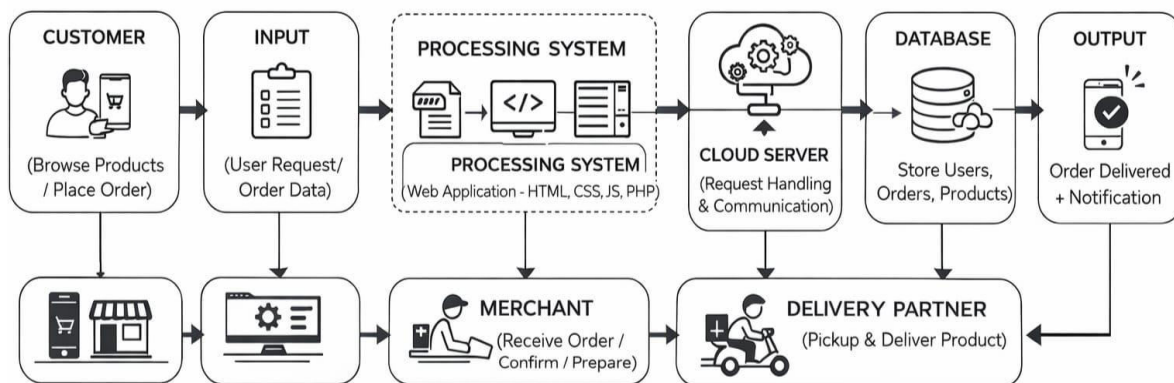 CUSTOMER
(Browse Products
/ Place Order)
INPUT
(User Request/
Order Data)
PROCESSING SYSTEM
</>
PROCESSING SYSTEM
(Web Application - HTML, CSS, JS, PHP)
CLOUD SERVER
(Request Handling
& Communication)
DATABASE
Store Users,
Orders, Products
OUTPUT
Order Delivered
+ Notification
MERCHANT
(Receive Order /
Confirm / Prepare)
DELIVERY PARTNER
(Pickup & Deliver Product)